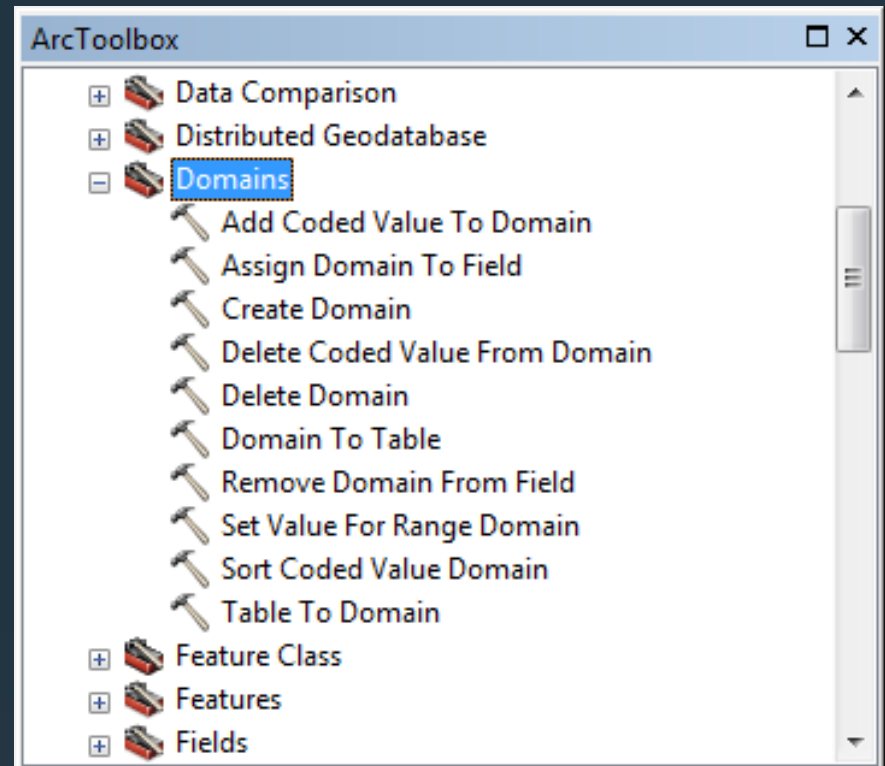 ArcToolbox
Data Comparison
Distributed Geodatabase
Domains
Add Coded Value To Domain
Assign Domain To Field
Create Domain
Delete Coded Value From Domain
Delete Domain
Domain To Table
Remove Domain From Field
Set Value For Range Domain
Sort Coded Value Domain
Table To Domain
Feature Class
Features
Fields